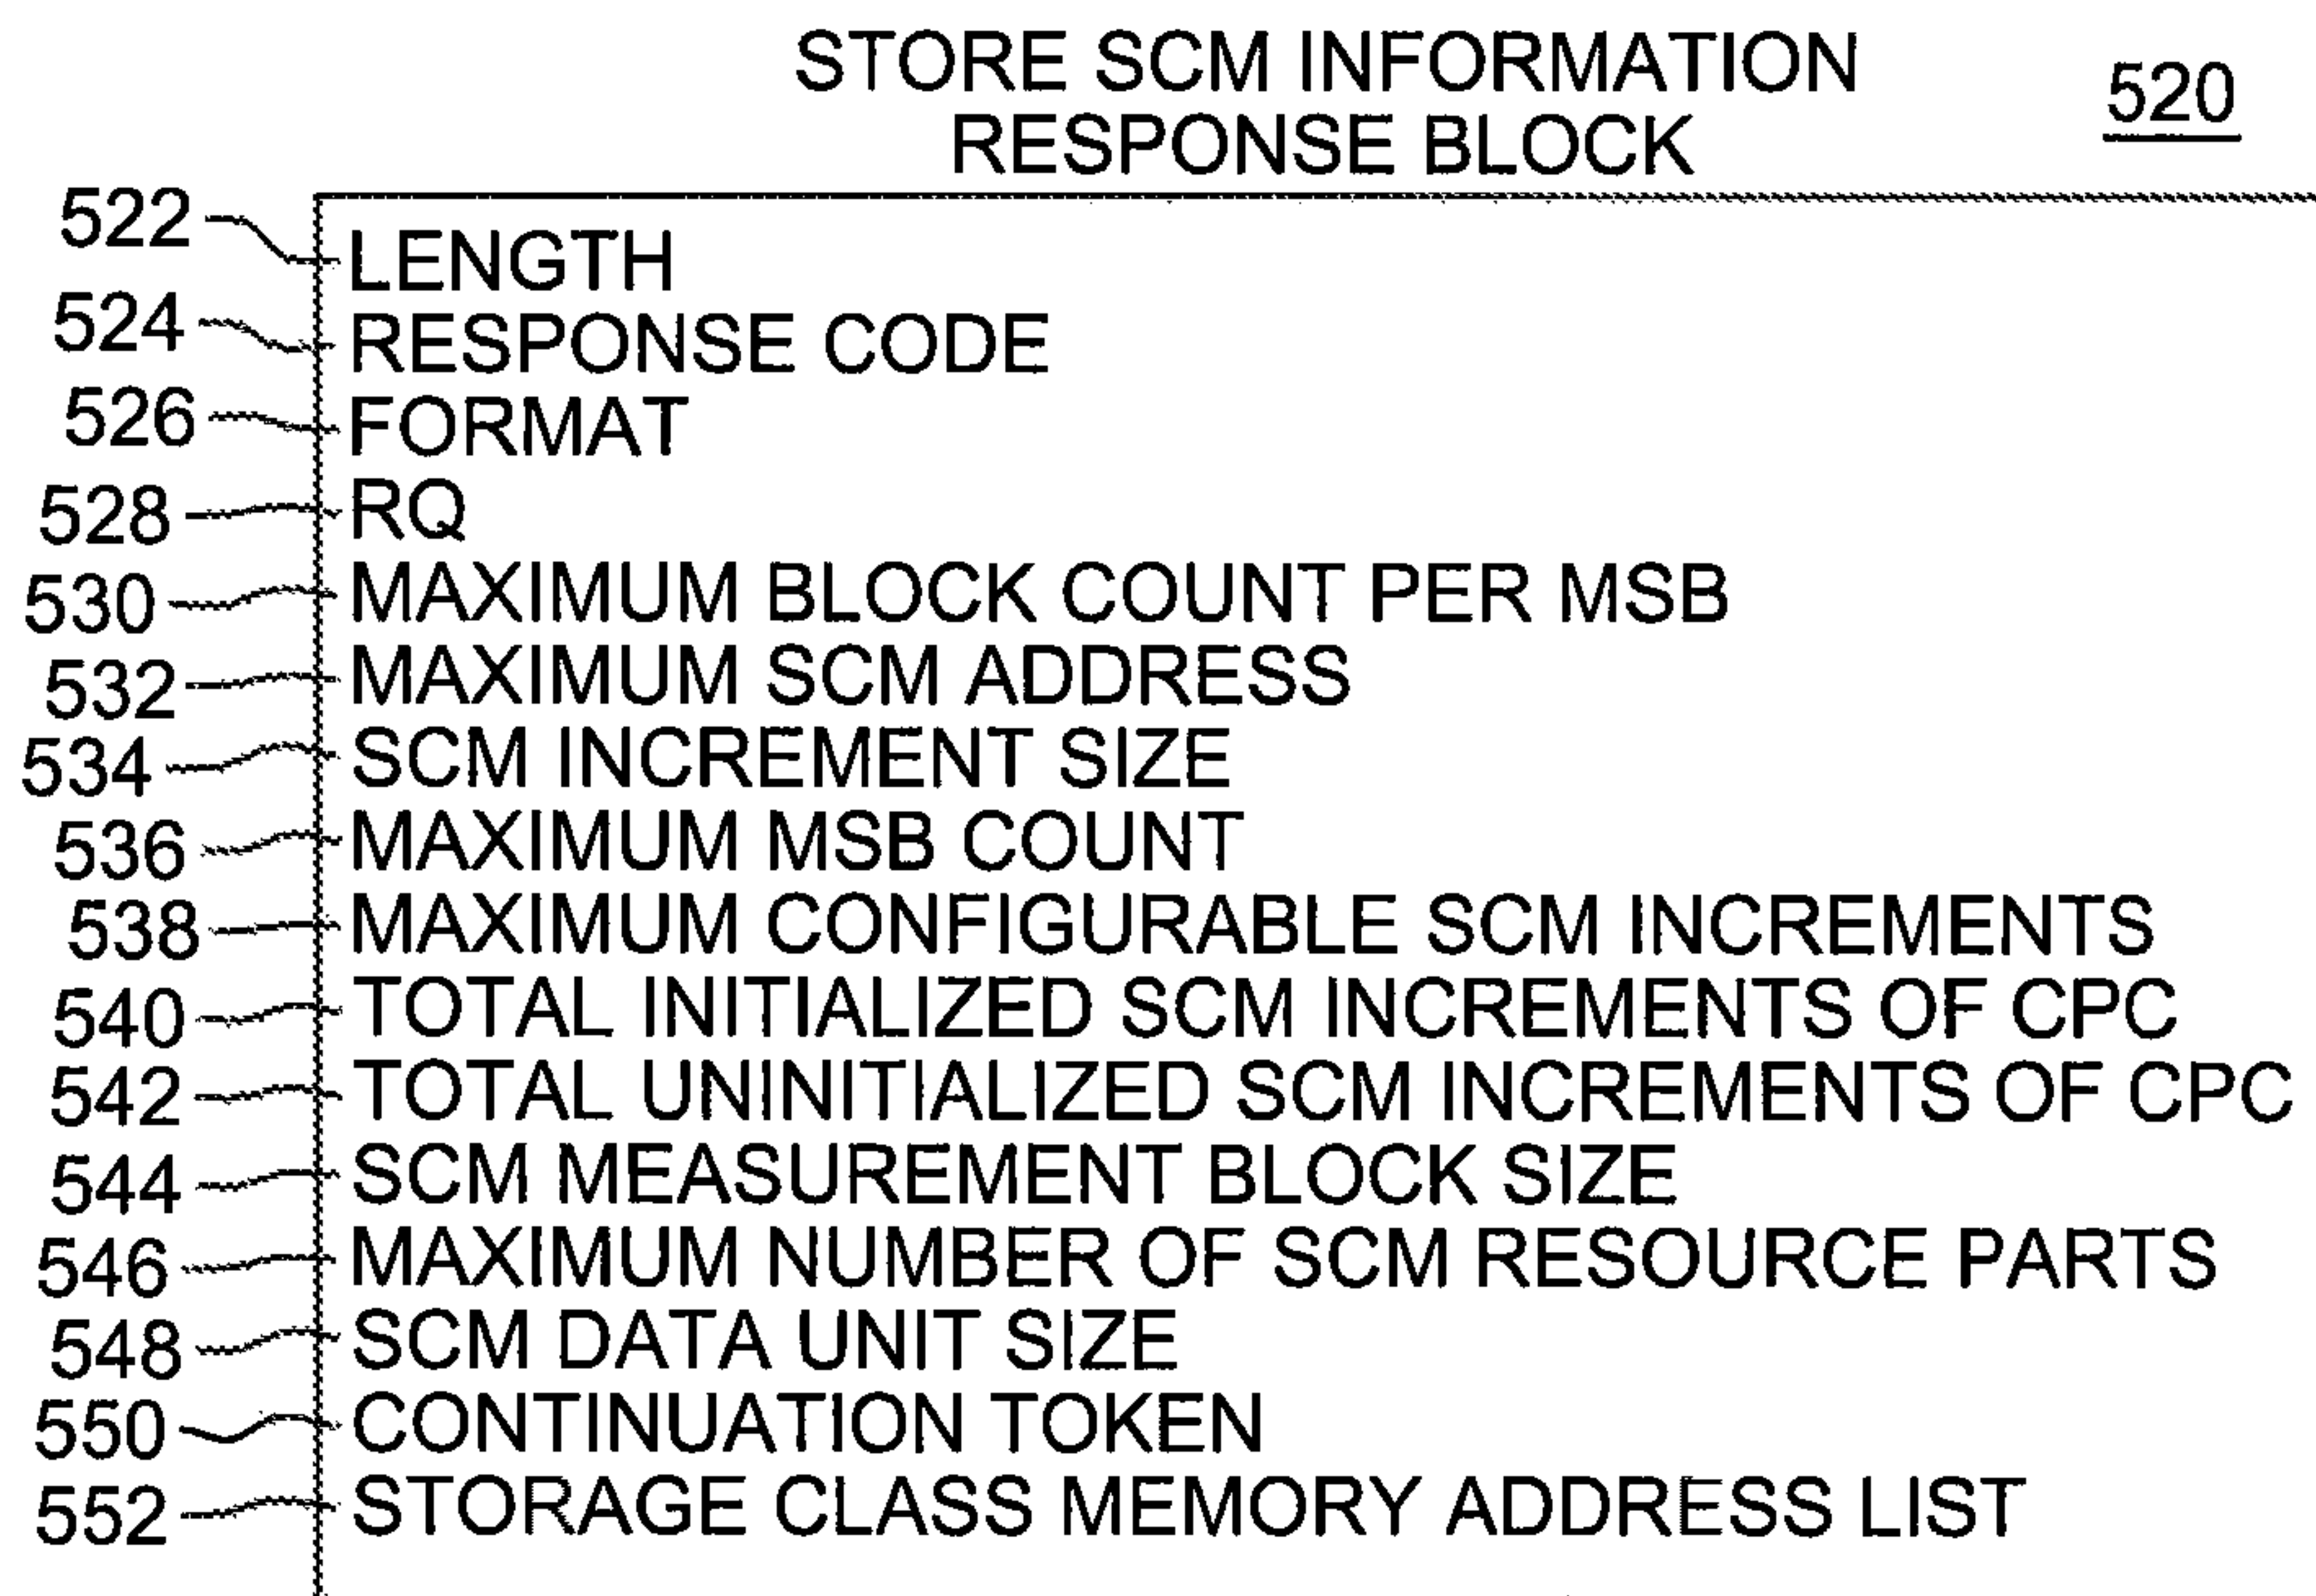 STORE SCM INFORMATION
RESPONSE BLOCK
520
522 LENGTH
524 RESPONSE CODE
526 FORMAT
528 RQ
530 MAXIMUM BLOCK COUNT PER MSB
532 MAXIMUM SCM ADDRESS
534 SCM INCREMENT SIZE
536 MAXIMUM MSB COUNT
538 MAXIMUM CONFIGURABLE SCM INCREMENTS
540 TOTAL INITIALIZED SCM INCREMENTS OF CPC
542 TOTAL UNINITIALIZED SCM INCREMENTS OF CPC
544 SCM MEASUREMENT BLOCK SIZE
546 MAXIMUM NUMBER OF SCM RESOURCE PARTS
548 SCM DATA UNIT SIZE
550 CONTINUATION TOKEN
552 STORAGE CLASS MEMORY ADDRESS LIST